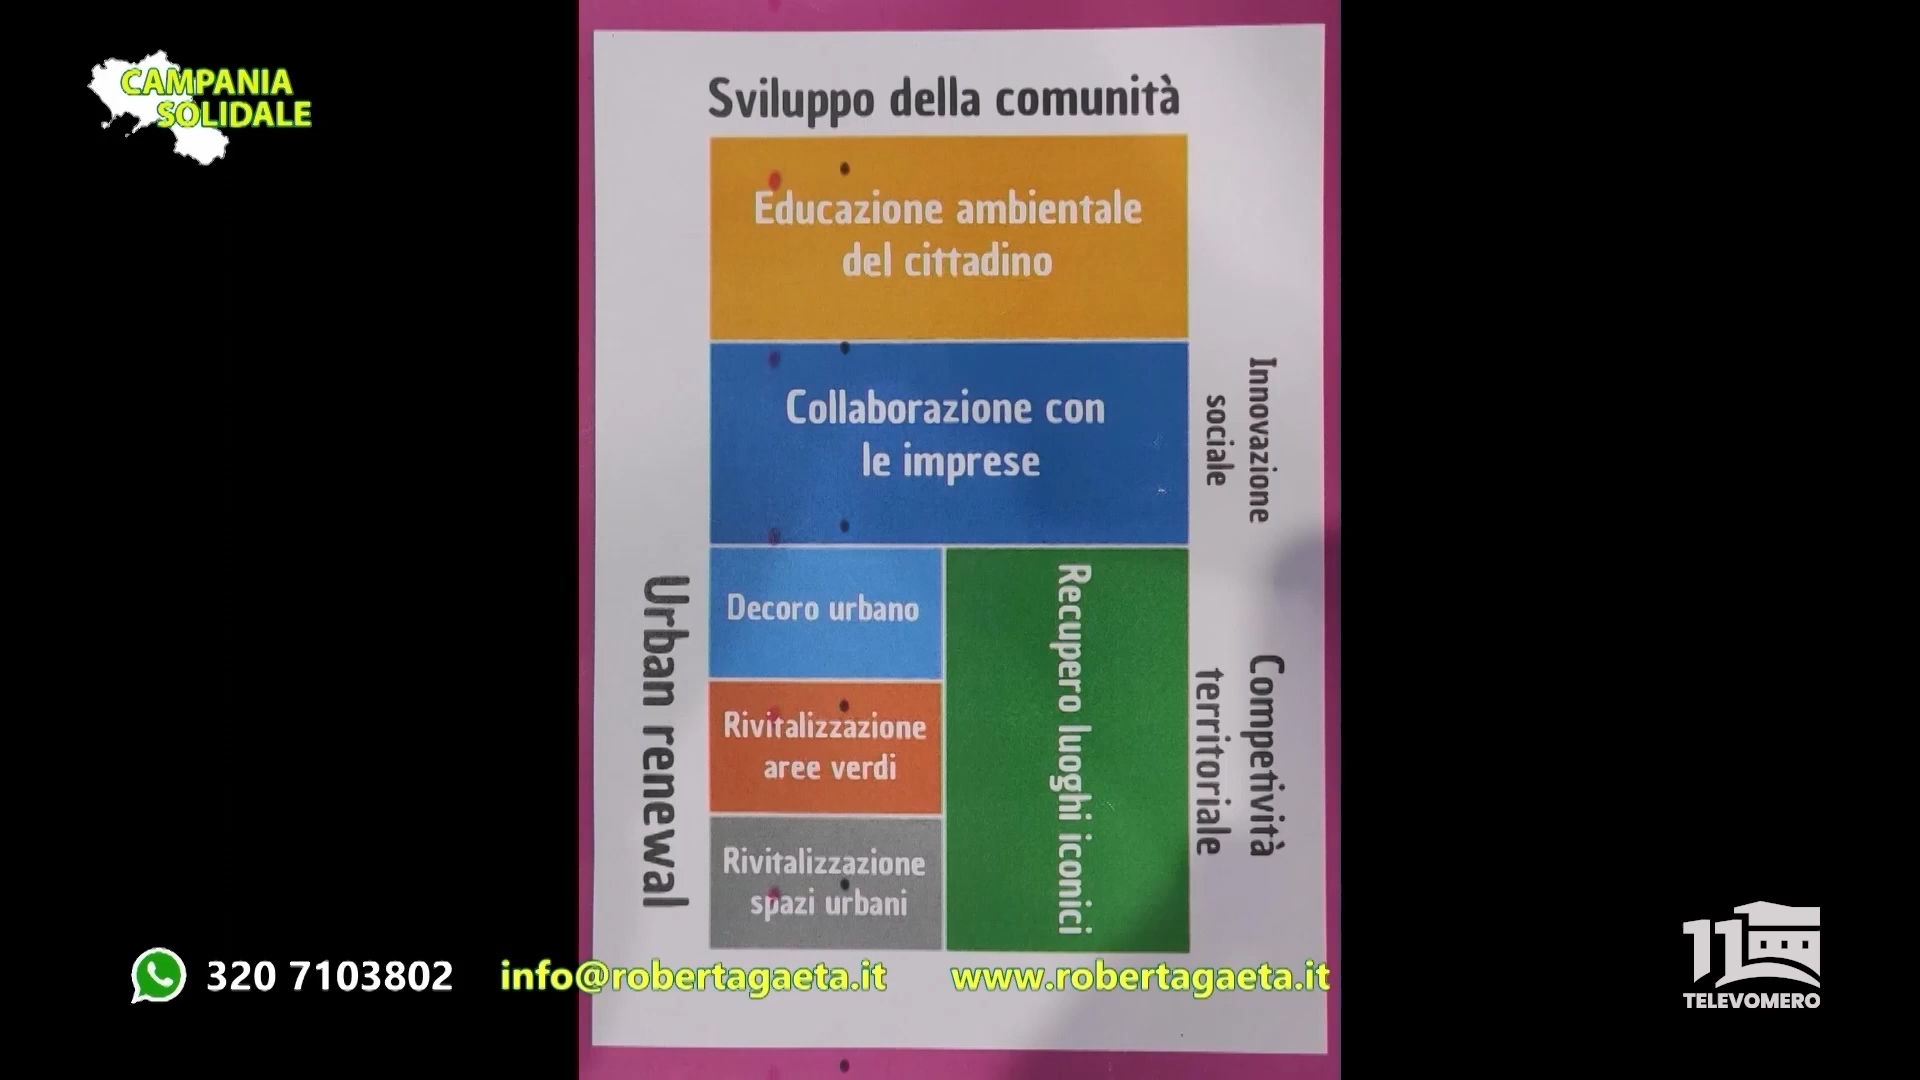 CAMPANIA
SOLIDALE
Sviluppo della comunità
Educazione ambientale
del cittadino
Collaborazione con
le imprese
Innovazione
sociale
Decoro urbano
Rivitalizzazione
aree verdi
Rivitalizzazione
spazi urbani
Recupero luoghi iconici
Urban renewal
Competività
territoriale
320 7103802
info@robertagaeta.it
www.robertagaeta.it
11
TELEVOMERO